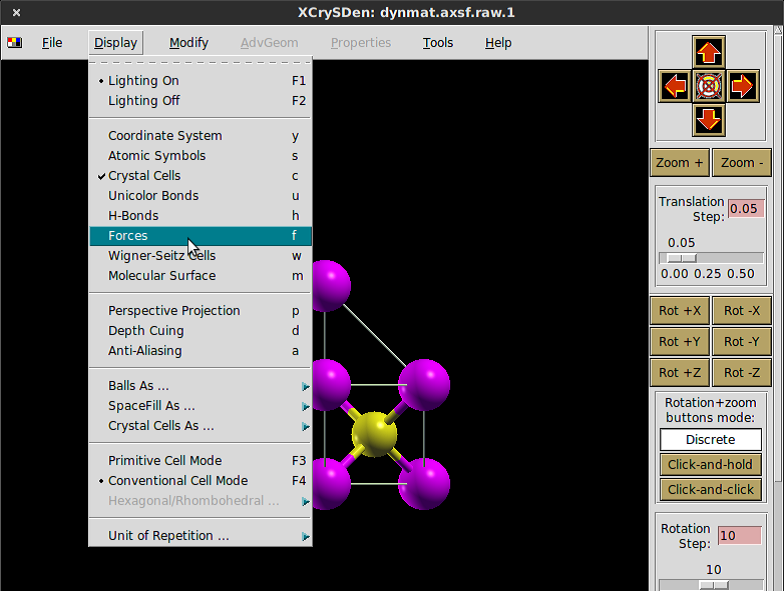 XCrySDen: dynmat.axsf.raw.1
File Display Modify AdvGeom Properties Tools Help
Lighting On F1
Lighting Off F2
Coordinate System y
Atomic Symbols s
Crystal Cells c
Unicolor Bonds u
H-Bonds h
Forces f
Wigner-Seitz Cells w
Molecular Surface m
Perspective Projection p
Depth Cuing d
Anti-Aliasing a
Balls As ...
SpaceFill As ...
Crystal Cells As ...
Primitive Cell Mode F3
Conventional Cell Mode F4
Hexagonal/Rhombohedral ...
Unit of Repetition ...
Zoom + Zoom -
Translation
Step: 0.05
0.05
0.00 0.25 0.50
Rot +X Rot -X
Rot +Y Rot -Y
Rot +Z Rot -Z
Rotation+zoom
buttons mode:
Discrete
Click-and-hold
Click-and-click
Rotation
Step: 10
10